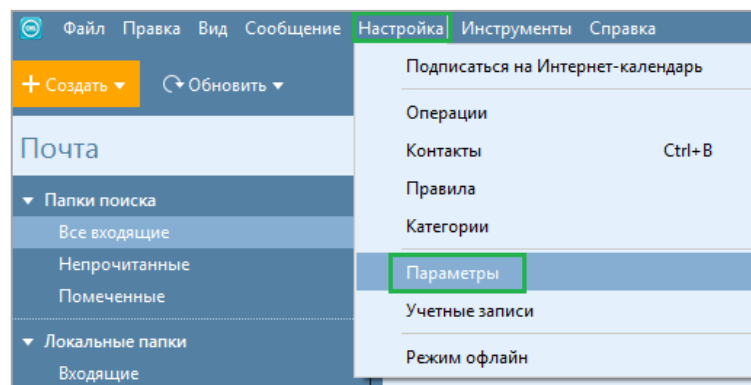 Файл Правка Вид Сообщение Настройка Инструменты Справка
Создать Обновить
Почта
Папки поиска
Все входящие
Непрочитанные
Помеченные
Локальные папки
Входящие
Подписаться на Интернет-календарь
Операции
Контакты Ctrl+B
Правила
Категории
Параметры
Учетные записи
Режим офлайн